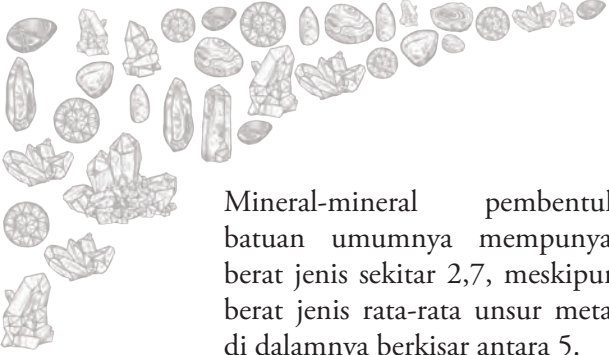 Mineral-mineral pembentuk
batuan umumnya mempunyai
berat jenis sekitar 2,7, meskipun
berat jenis rata-rata unsur metal
di dalamnya berkisar antara 5.